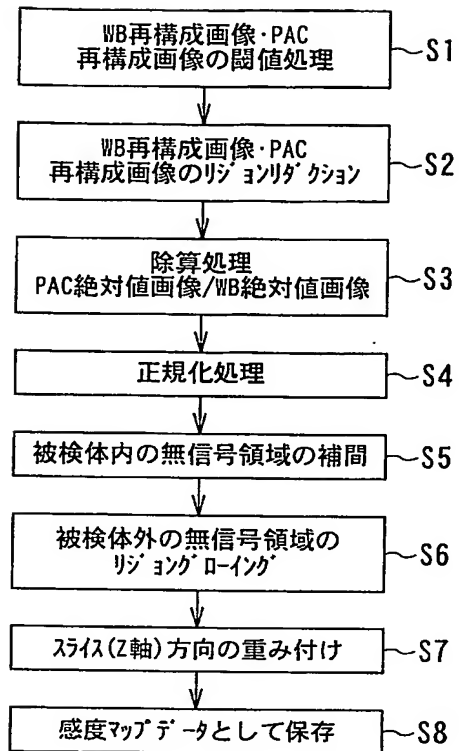 WB再構成画像･PAC
再構成画像の閾値処理
S1
WB再構成画像･PAC
再構成画像のﾘｼﾞｮﾝﾘﾀﾞｸｼｮﾝ
S2
除算処理
PAC絶対値画像/WB絶対値画像
S3
正規化処理
S4
被検体内の無信号領域の補間
S5
被検体外の無信号領域の
ﾘｼﾞｮﾝｸﾞﾛｰｲﾝｸﾞ
S6
ｽﾗｲｽ(Z軸)方向の重み付け
S7
感度ﾏｯﾌﾟﾃﾞｰﾀとして保存
S8